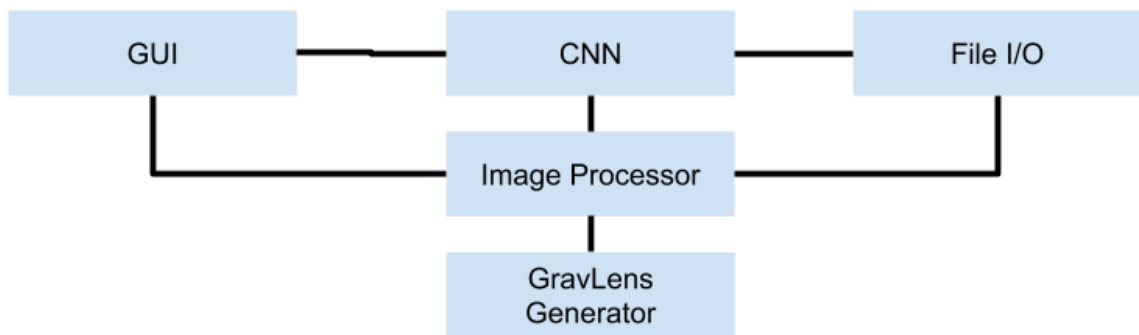 GUI
CNN
File I/O
Image Processor
GravLens
Generator